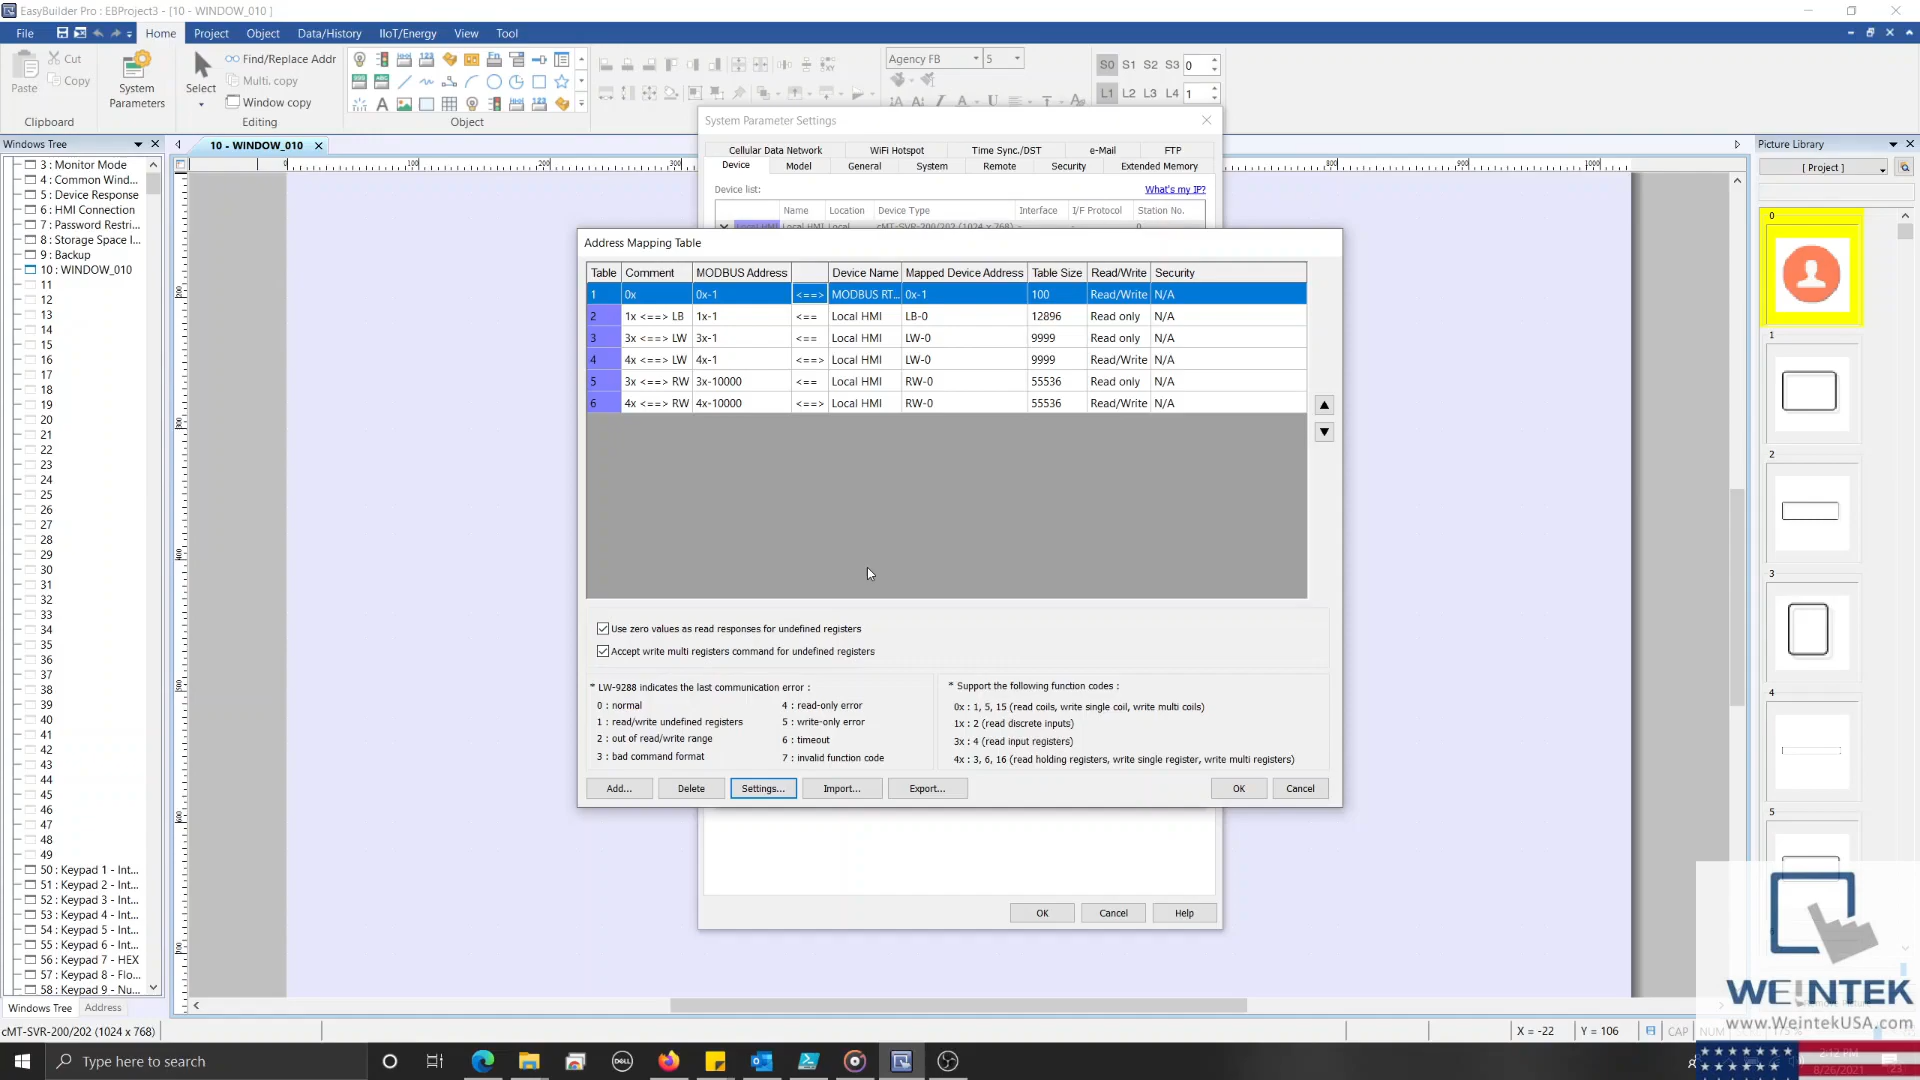 EasyBuilder Pro : EBProject3 - [10 - WINDOW_010 ]
File Home Project Object Data/History IIoT/Energy View Tool
Paste Cut Copy Clipboard
System Parameters
Select Find/Replace Addr
Multi. copy
Window copy
Editing
Object
Agency FB 5
S0 S1 S2 S3 0
L1 L2 L3 L4 1
Windows Tree
10 - WINDOW_010
Picture Library
[ Project ]
3 : Monitor Mode
4 : Common Wind...
5 : Device Response
6 : HMI Connection
7 : Password Restri...
8 : Storage Space I...
9 : Backup
10 : WINDOW_010
11
12
13
14
15
16
17
18
19
20
21
22
23
24
25
26
27
28
29
30
31
32
33
34
35
36
37
38
39
40
41
42
43
44
45
46
47
48
49
50 : Keypad 1 - Int...
51 : Keypad 2 - Int...
52 : Keypad 3 - Int...
53 : Keypad 4 - Int...
54 : Keypad 5 - Int...
55 : Keypad 6 - Int...
56 : Keypad 7 - HEX
57 : Keypad 8 - Flo...
58 : Keypad 9 - Nu...
Windows Tree Address
System Parameter Settings
Cellular Data Network WiFi Hotspot Time Sync./DST e-Mail FTP
Device Model General System Remote Security Extended Memory
Device list: What's my IP?
Name Location Device Type Interface I/F Protocol Station No.
Local HMI Local HMI Local cMT-SVR-200/202 (1024 x 768) - - 0
Address Mapping Table
Table Comment MODBUS Address Device Name Mapped Device Address Table Size Read/Write Security
1 0x 0x-1 <==> MODBUS RT... 0x-1 100 Read/Write N/A
2 1x <==> LB 1x-1 <== Local HMI LB-0 12896 Read only N/A
3 3x <==> LW 3x-1 <== Local HMI LW-0 9999 Read only N/A
4 4x <==> LW 4x-1 <==> Local HMI LW-0 9999 Read/Write N/A
5 3x <==> RW 3x-10000 <== Local HMI RW-0 55536 Read only N/A
6 4x <==> RW 4x-10000 <==> Local HMI RW-0 55536 Read/Write N/A
Use zero values as read responses for undefined registers
Accept write multi registers command for undefined registers
* LW-9288 indicates the last communication error :
0 : normal
1 : read/write undefined registers
2 : out of read/write range
3 : bad command format
4 : read-only error
5 : write-only error
6 : timeout
7 : invalid function code
* Support the following function codes :
0x : 1, 5, 15 (read coils, write single coil, write multi coils)
1x : 2 (read discrete inputs)
3x : 4 (read input registers)
4x : 3, 6, 16 (read holding registers, write single register, write multi registers)
Add... Delete Settings... Import... Export... OK Cancel
OK Cancel Help
0
1
2
3
4
5
WEINTEK
www.WeintekUSA.com
cMT-SVR-200/202 (1024 x 768) X = -22 Y = 106 CAP NUM
Type here to search
DELL
2:12 PM
8/26/2021